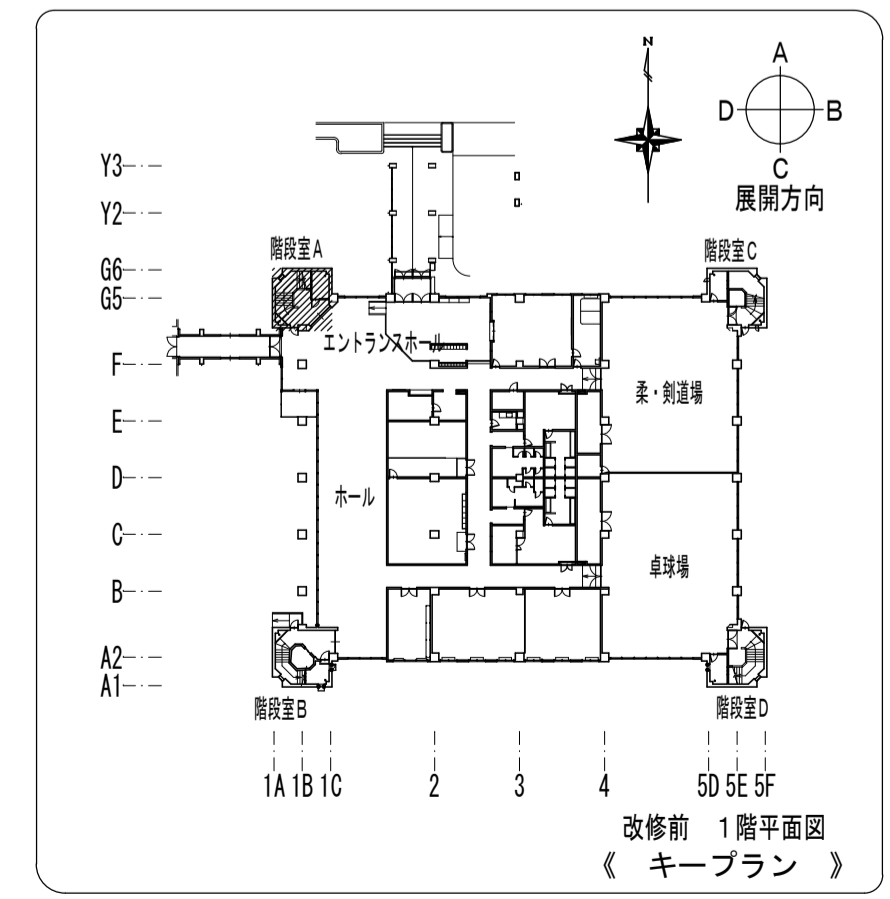 N
A
D B
C
展開方向
Y3
Y2
G6
G5
F
E
D
C
B
A2
A1
階段室A
階段室C
エントランスホール
柔・剣道場
ホール
卓球場
階段室B
階段室D
1A 1B 1C 2 3 4 5D 5E 5F
改修前 1階平面図
《 キープラン 》